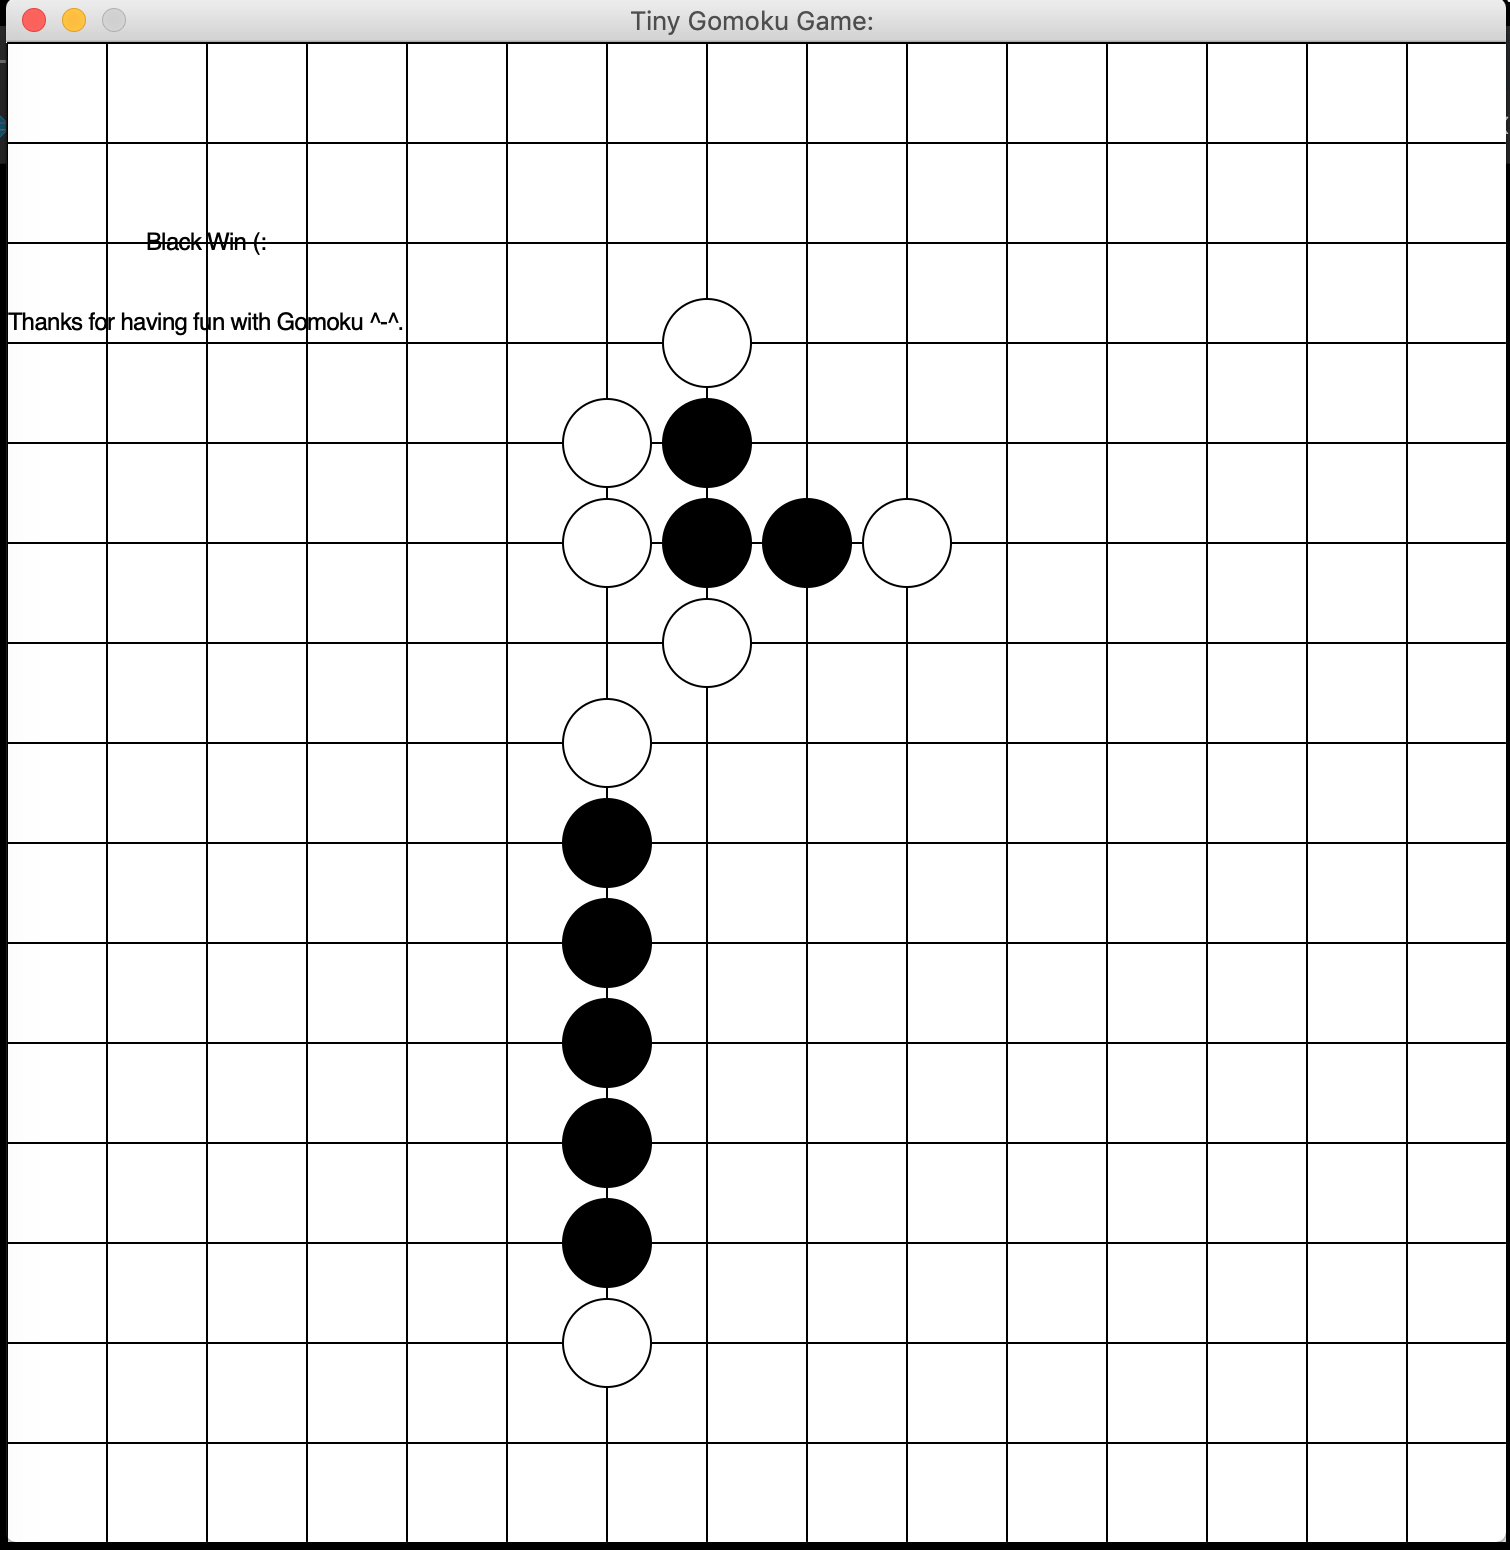 Tiny Gomoku Game:
Black Win (:
Thanks for having fun with Gomoku ^-^.